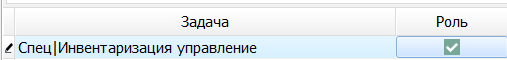 Задача Роль
Спец|Инвентаризация управление